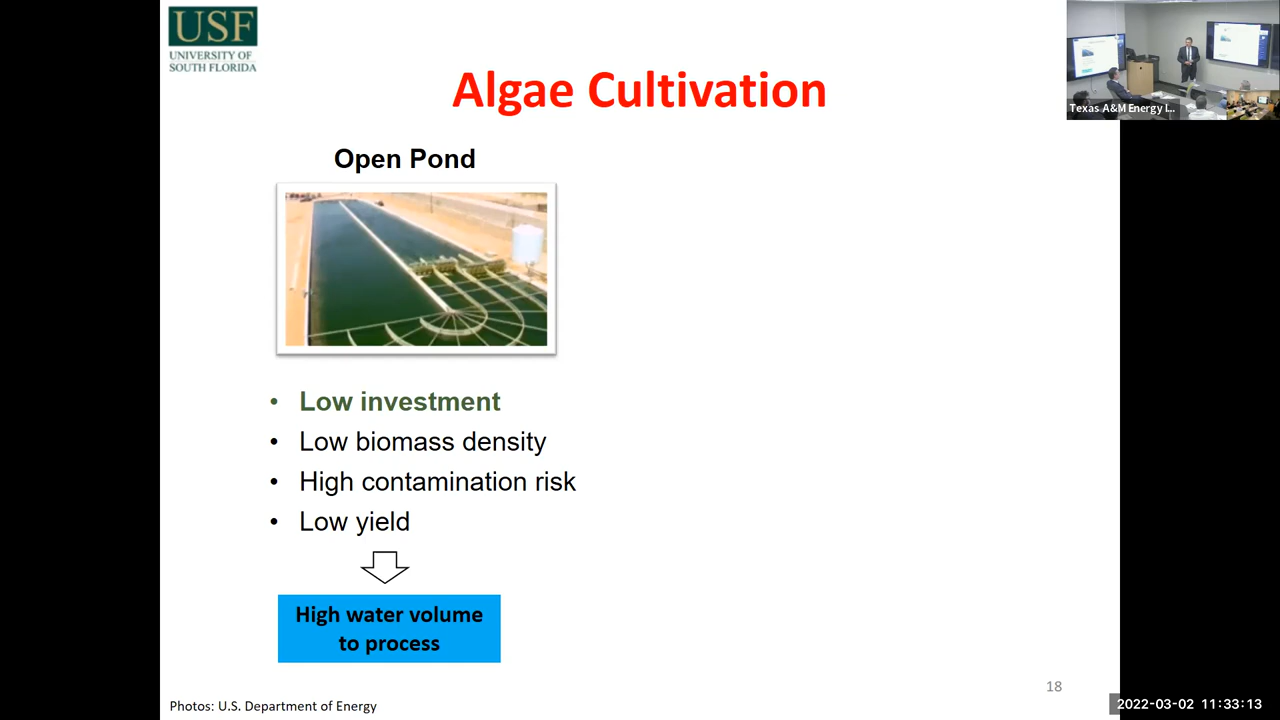 USF
UNIVERSITY OF
SOUTH FLORIDA
Algae Cultivation
Texas A&M Energy I...
Open Pond
• Low investment
• Low biomass density
• High contamination risk
• Low yield
High water volume
to process
18
Photos: U.S. Department of Energy
2022-03-02 11:33:13